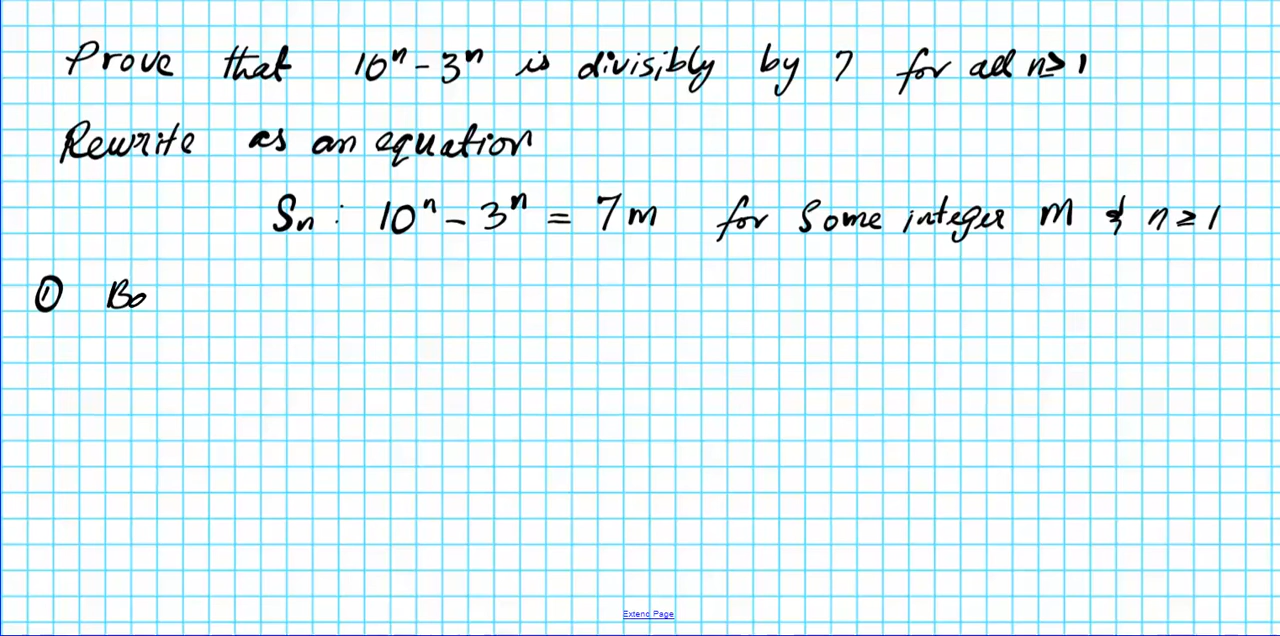 Prove that 10ⁿ - 3ⁿ is divisibly by 7 for all n ≥ 1
Rewrite as an equation
Sn : 10ⁿ - 3ⁿ = 7m for some integer m & n ≥ 1
① Ba
Extend Page